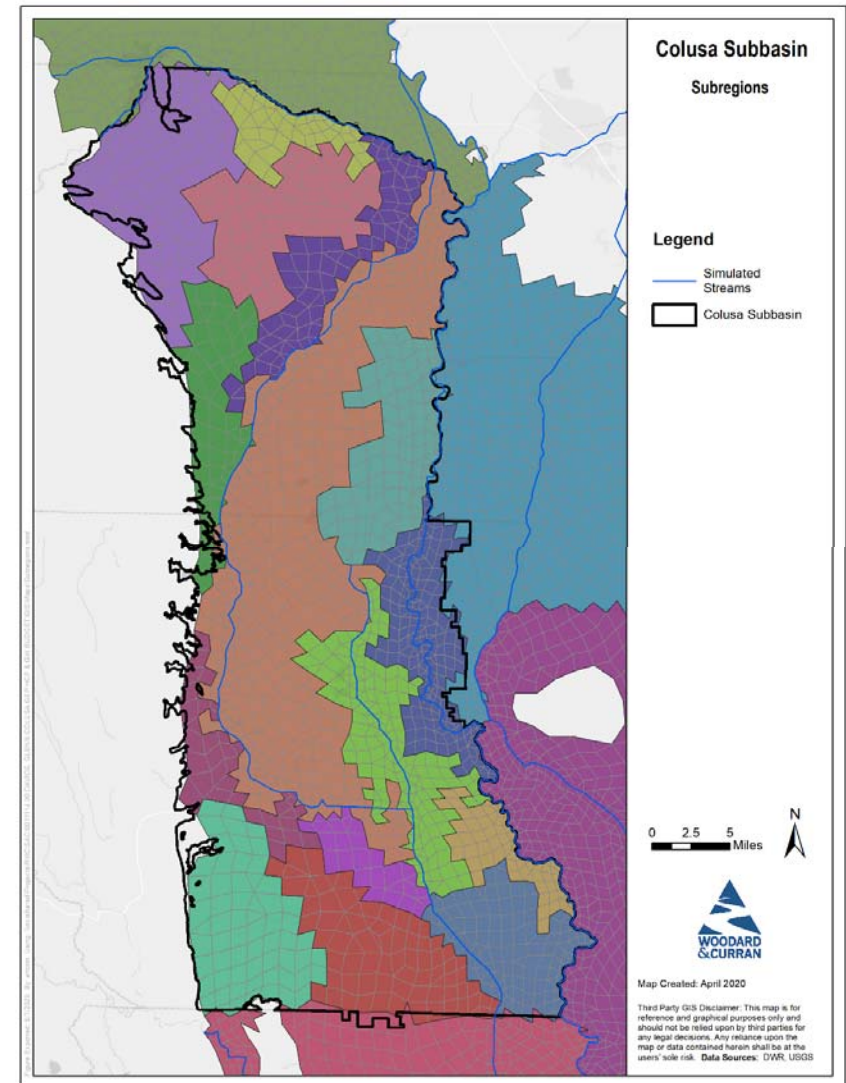 Colusa Subbasin
Subregions
Legend
Simulated
Streams
Colusa Subbasin
N
0 2.5 5
Miles
WOODARD
&CURRAN
Map Created: April 2020
Third Party GIS Disclaimer: This map is for
reference and graphical purposes only and
should not be relied upon by third parties for
any legal decisions. Any reliance upon the
map or data contained herein shall be at the
users' sole risk. Data Sources: DWR, USGS